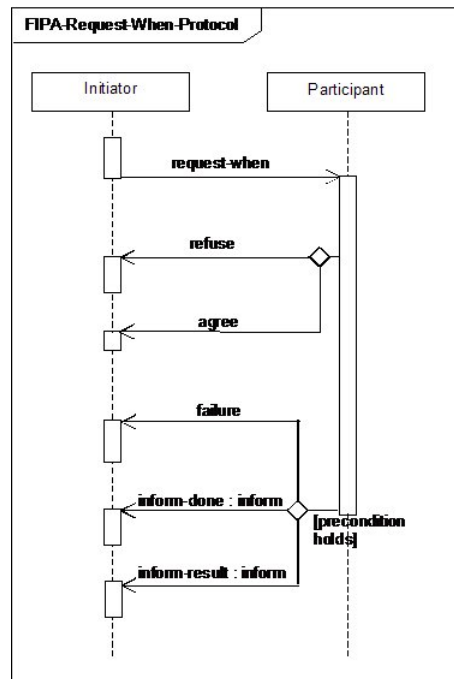 FIPA-Request-When-Protocol
Initiator
Participant
request-when
refuse
agree
failure
inform-done : inform
[precondition
holds]
inform-result : inform